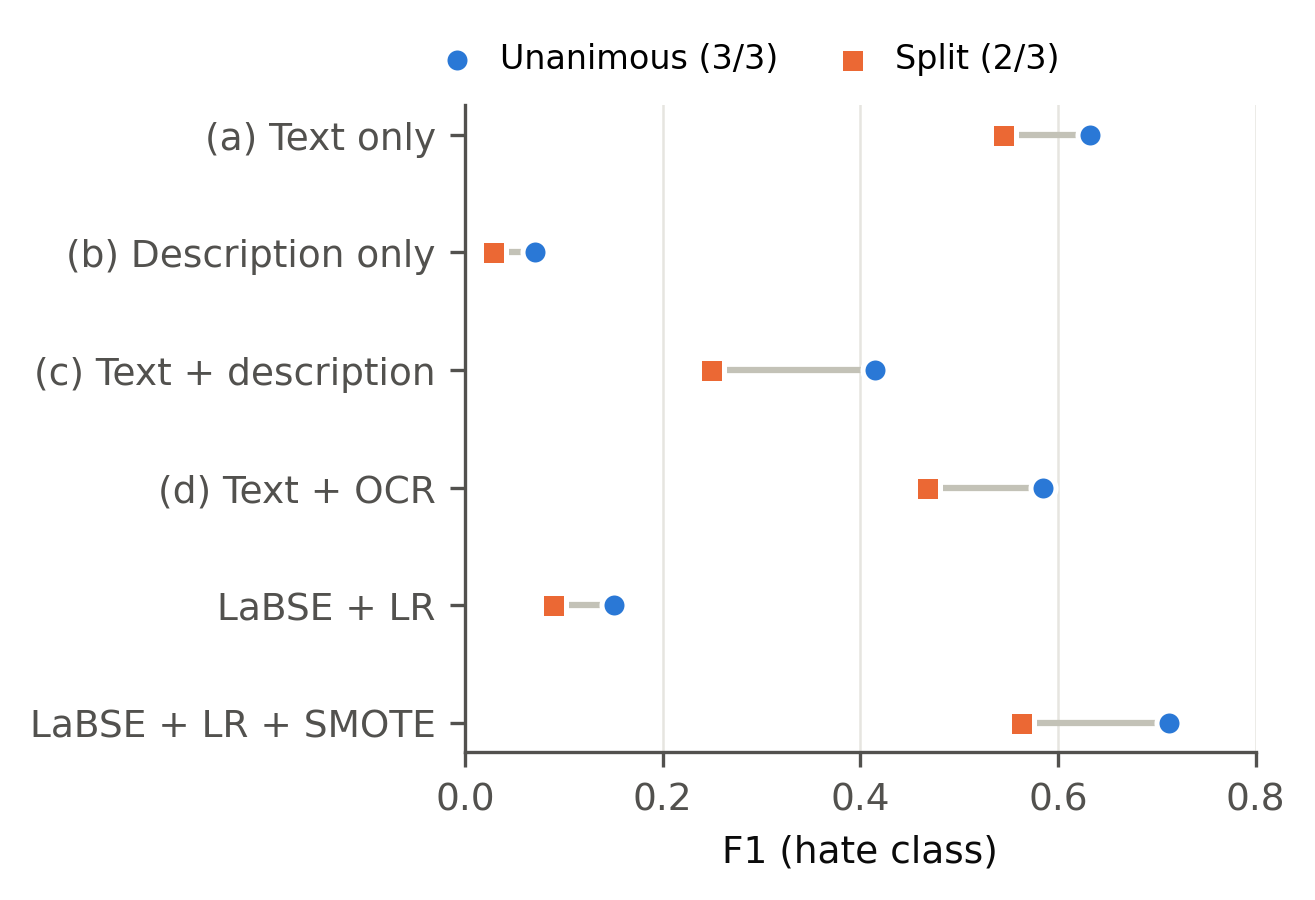 Unanimous (3/3) Split (2/3)
(a) Text only
(b) Description only
(c) Text + description
(d) Text + OCR
LaBSE + LR
LaBSE + LR + SMOTE
0.0 0.2 0.4 0.6 0.8
F1 (hate class)